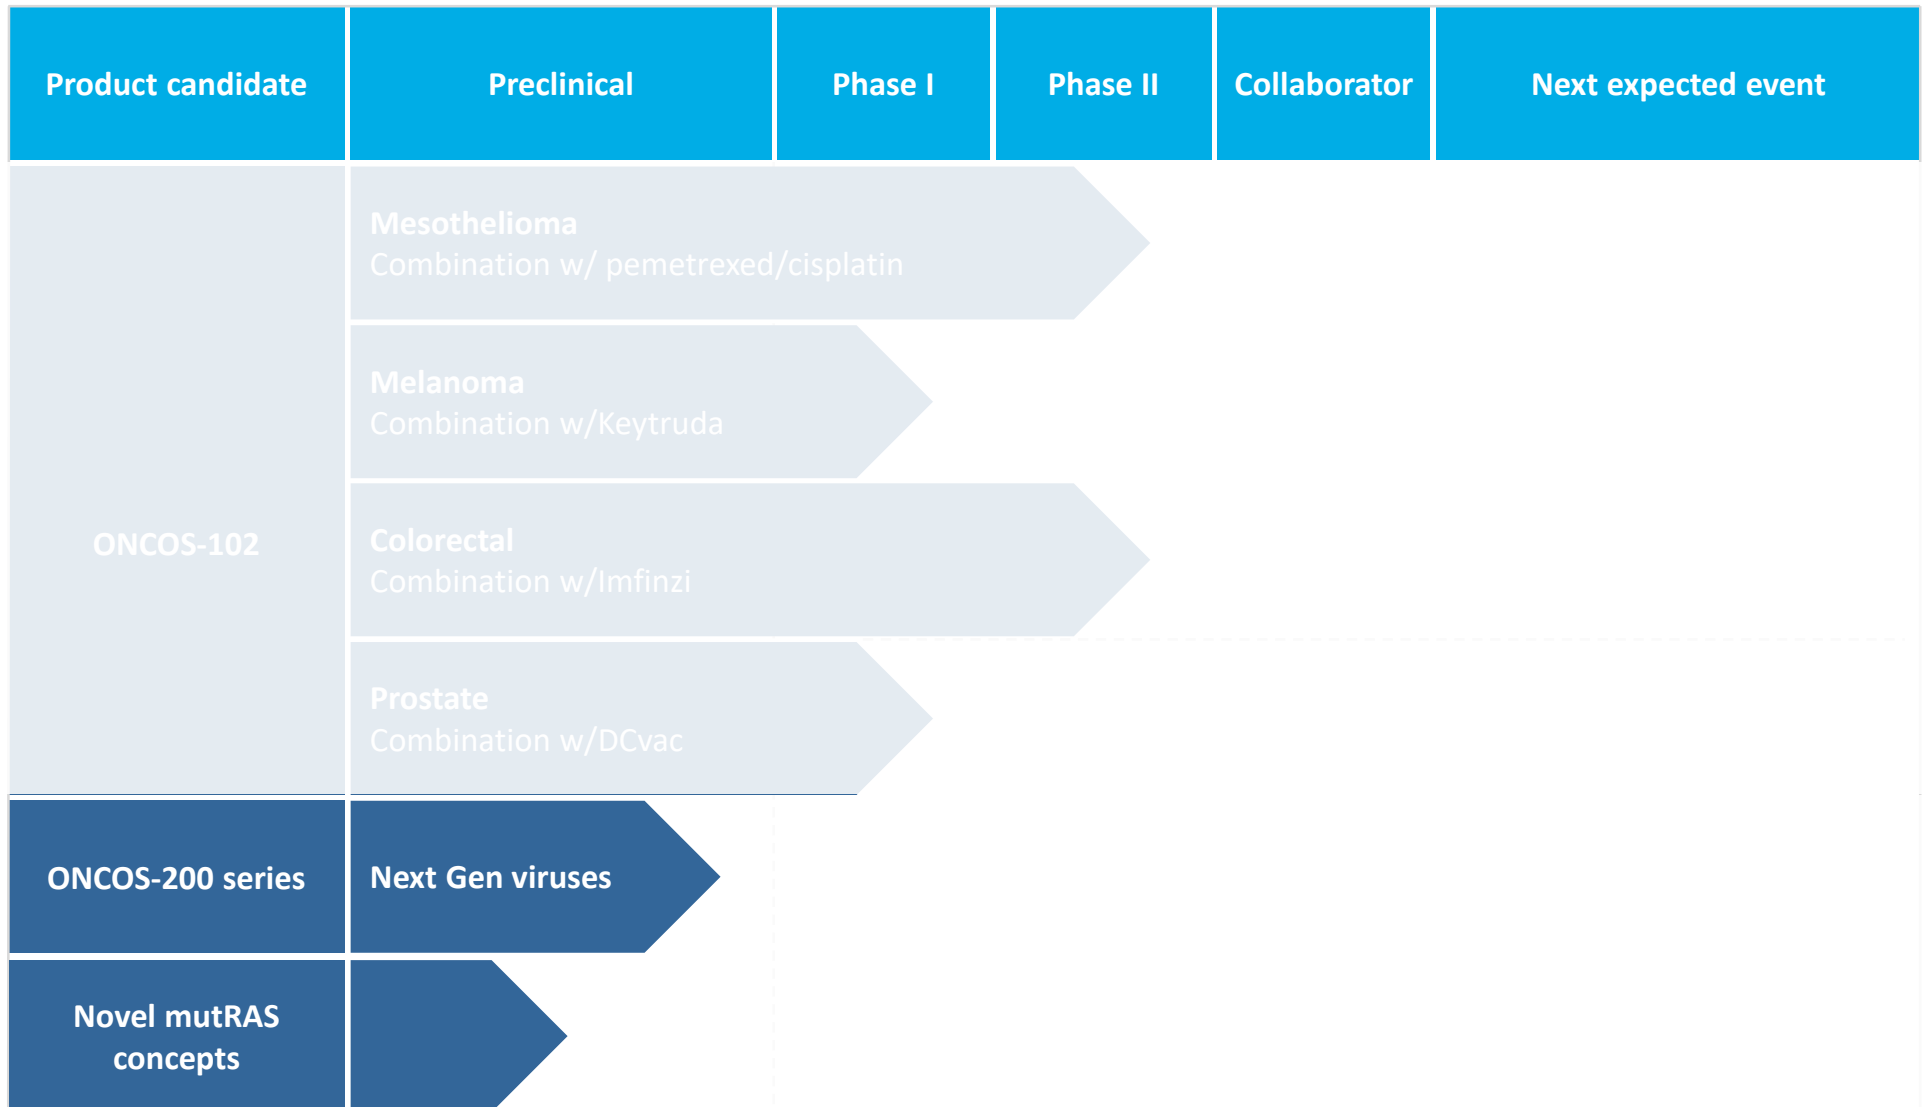 Product candidate
Preclinical
Phase I
Phase II
Collaborator
Next expected event
ONCOS-102
Mesothelioma
Combination w/ pemetrexed/cisplatin
Melanoma
Combination w/Keytruda
Colorectal
Combination w/Imfinzi
Prostate
Combination w/DCvac
ONCOS-200 series
Next Gen viruses
Novel mutRAS
concepts